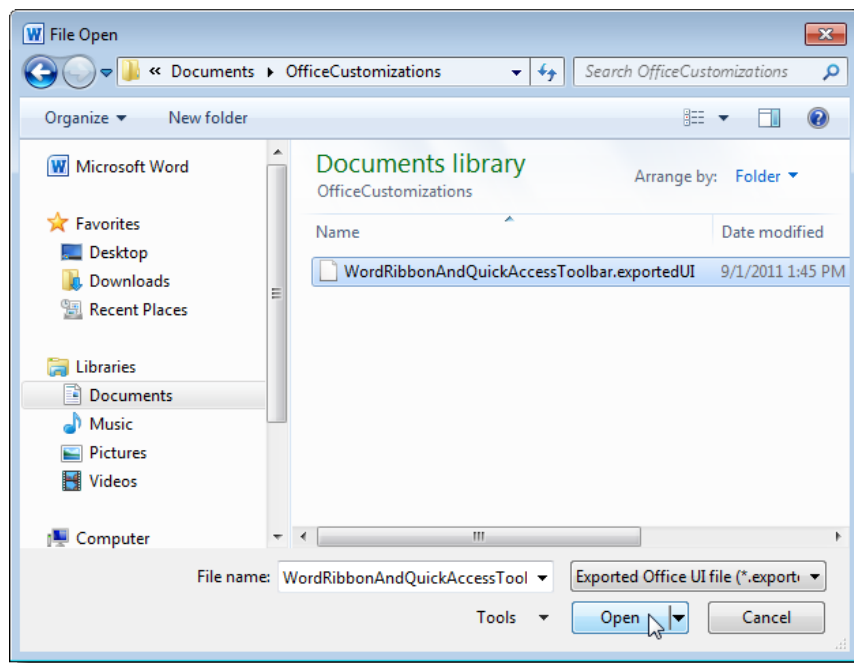 File Open
« Documents ▸ OfficeCustomizations
Search OfficeCustomizations
Organize
New folder
Microsoft Word
Favorites
Desktop
Downloads
Recent Places
Libraries
Documents
Music
Pictures
Videos
Computer
Documents library
OfficeCustomizations
Arrange by: Folder
Name
Date modified
WordRibbonAndQuickAccessToolbar.exportedUI
9/1/2011 1:45 PM
File name: WordRibbonAndQuickAccessTool
Exported Office UI file (*.export
Tools
Open
Cancel